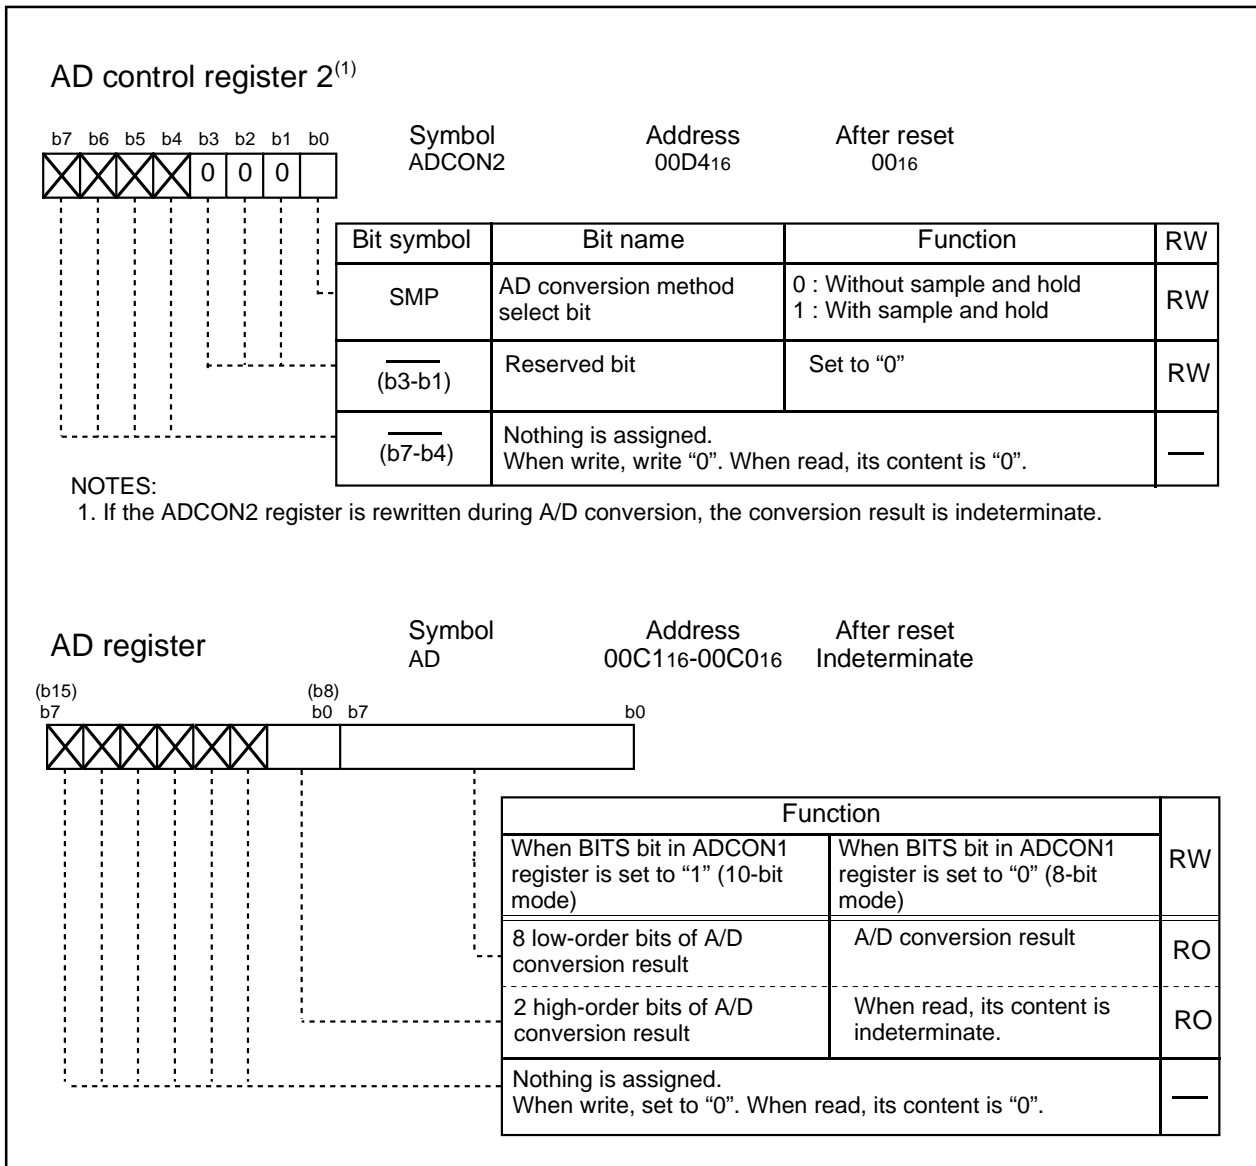 AD control register 2(1)
b7 b6 b5 b4 b3 b2 b1 b0
0 0 0
Symbol Address After reset
ADCON2 00D416 0016
Bit symbol Bit name Function RW
SMP AD conversion method select bit 0 : Without sample and hold 1 : With sample and hold RW
(b3-b1) Reserved bit Set to “0” RW
(b7-b4) Nothing is assigned.
When write, write “0”. When read, its content is “0”.
NOTES:
1. If the ADCON2 register is rewritten during A/D conversion, the conversion result is indeterminate.
AD register
Symbol Address After reset
AD 00C116-00C016 Indeterminate
(b15) (b8)
b7 b0 b7 b0
Function RW
When BITS bit in ADCON1 register is set to “1” (10-bit mode)
When BITS bit in ADCON1 register is set to “0” (8-bit mode)
8 low-order bits of A/D conversion result
A/D conversion result
RO
2 high-order bits of A/D conversion result
When read, its content is indeterminate.
RO
Nothing is assigned.
When write, set to “0”. When read, its content is “0”.